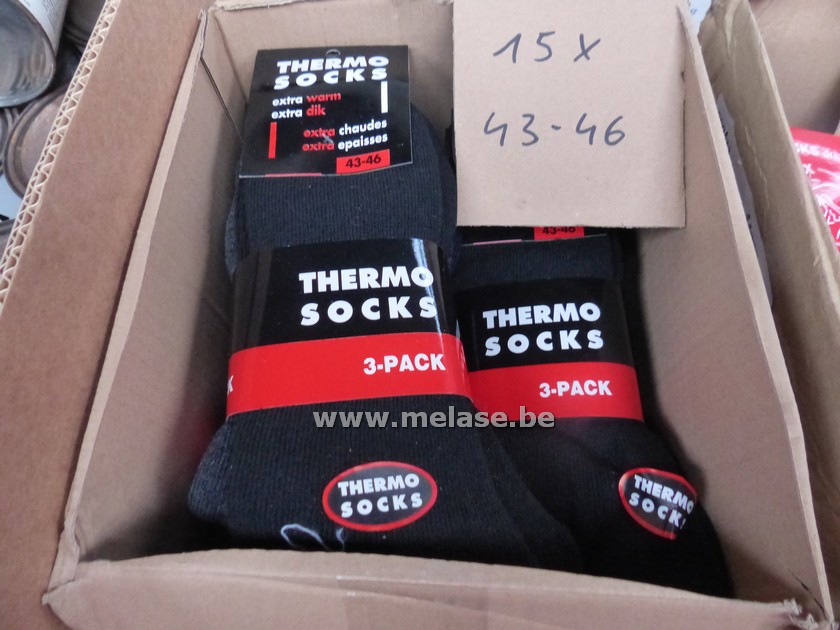 THERMO
SOCKS
extra warm
extra dik
extra chaudes
extra epaisses
43-46
15 x
43-46
43-46
THERMO
SOCKS
3-PACK
K
THERMO
SOCKS
3-PACK
www.melase.be
THERMO
SOCKS
THERMO
SOCKS